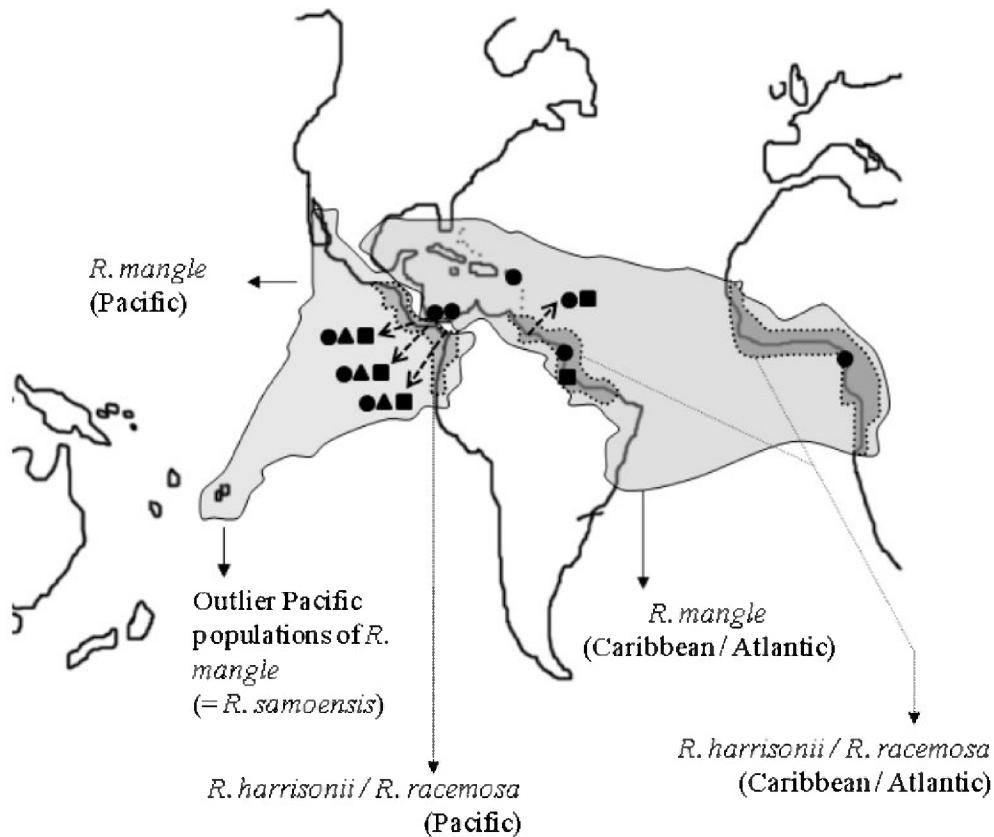 R. mangle
(Pacific)
Outlier Pacific
populations of R.
mangle
(= R. samoensis)
R. mangle
(Caribbean / Atlantic)
R. harrisonii / R. racemosa
(Caribbean / Atlantic)
R. harrisonii / R. racemosa
(Pacific)